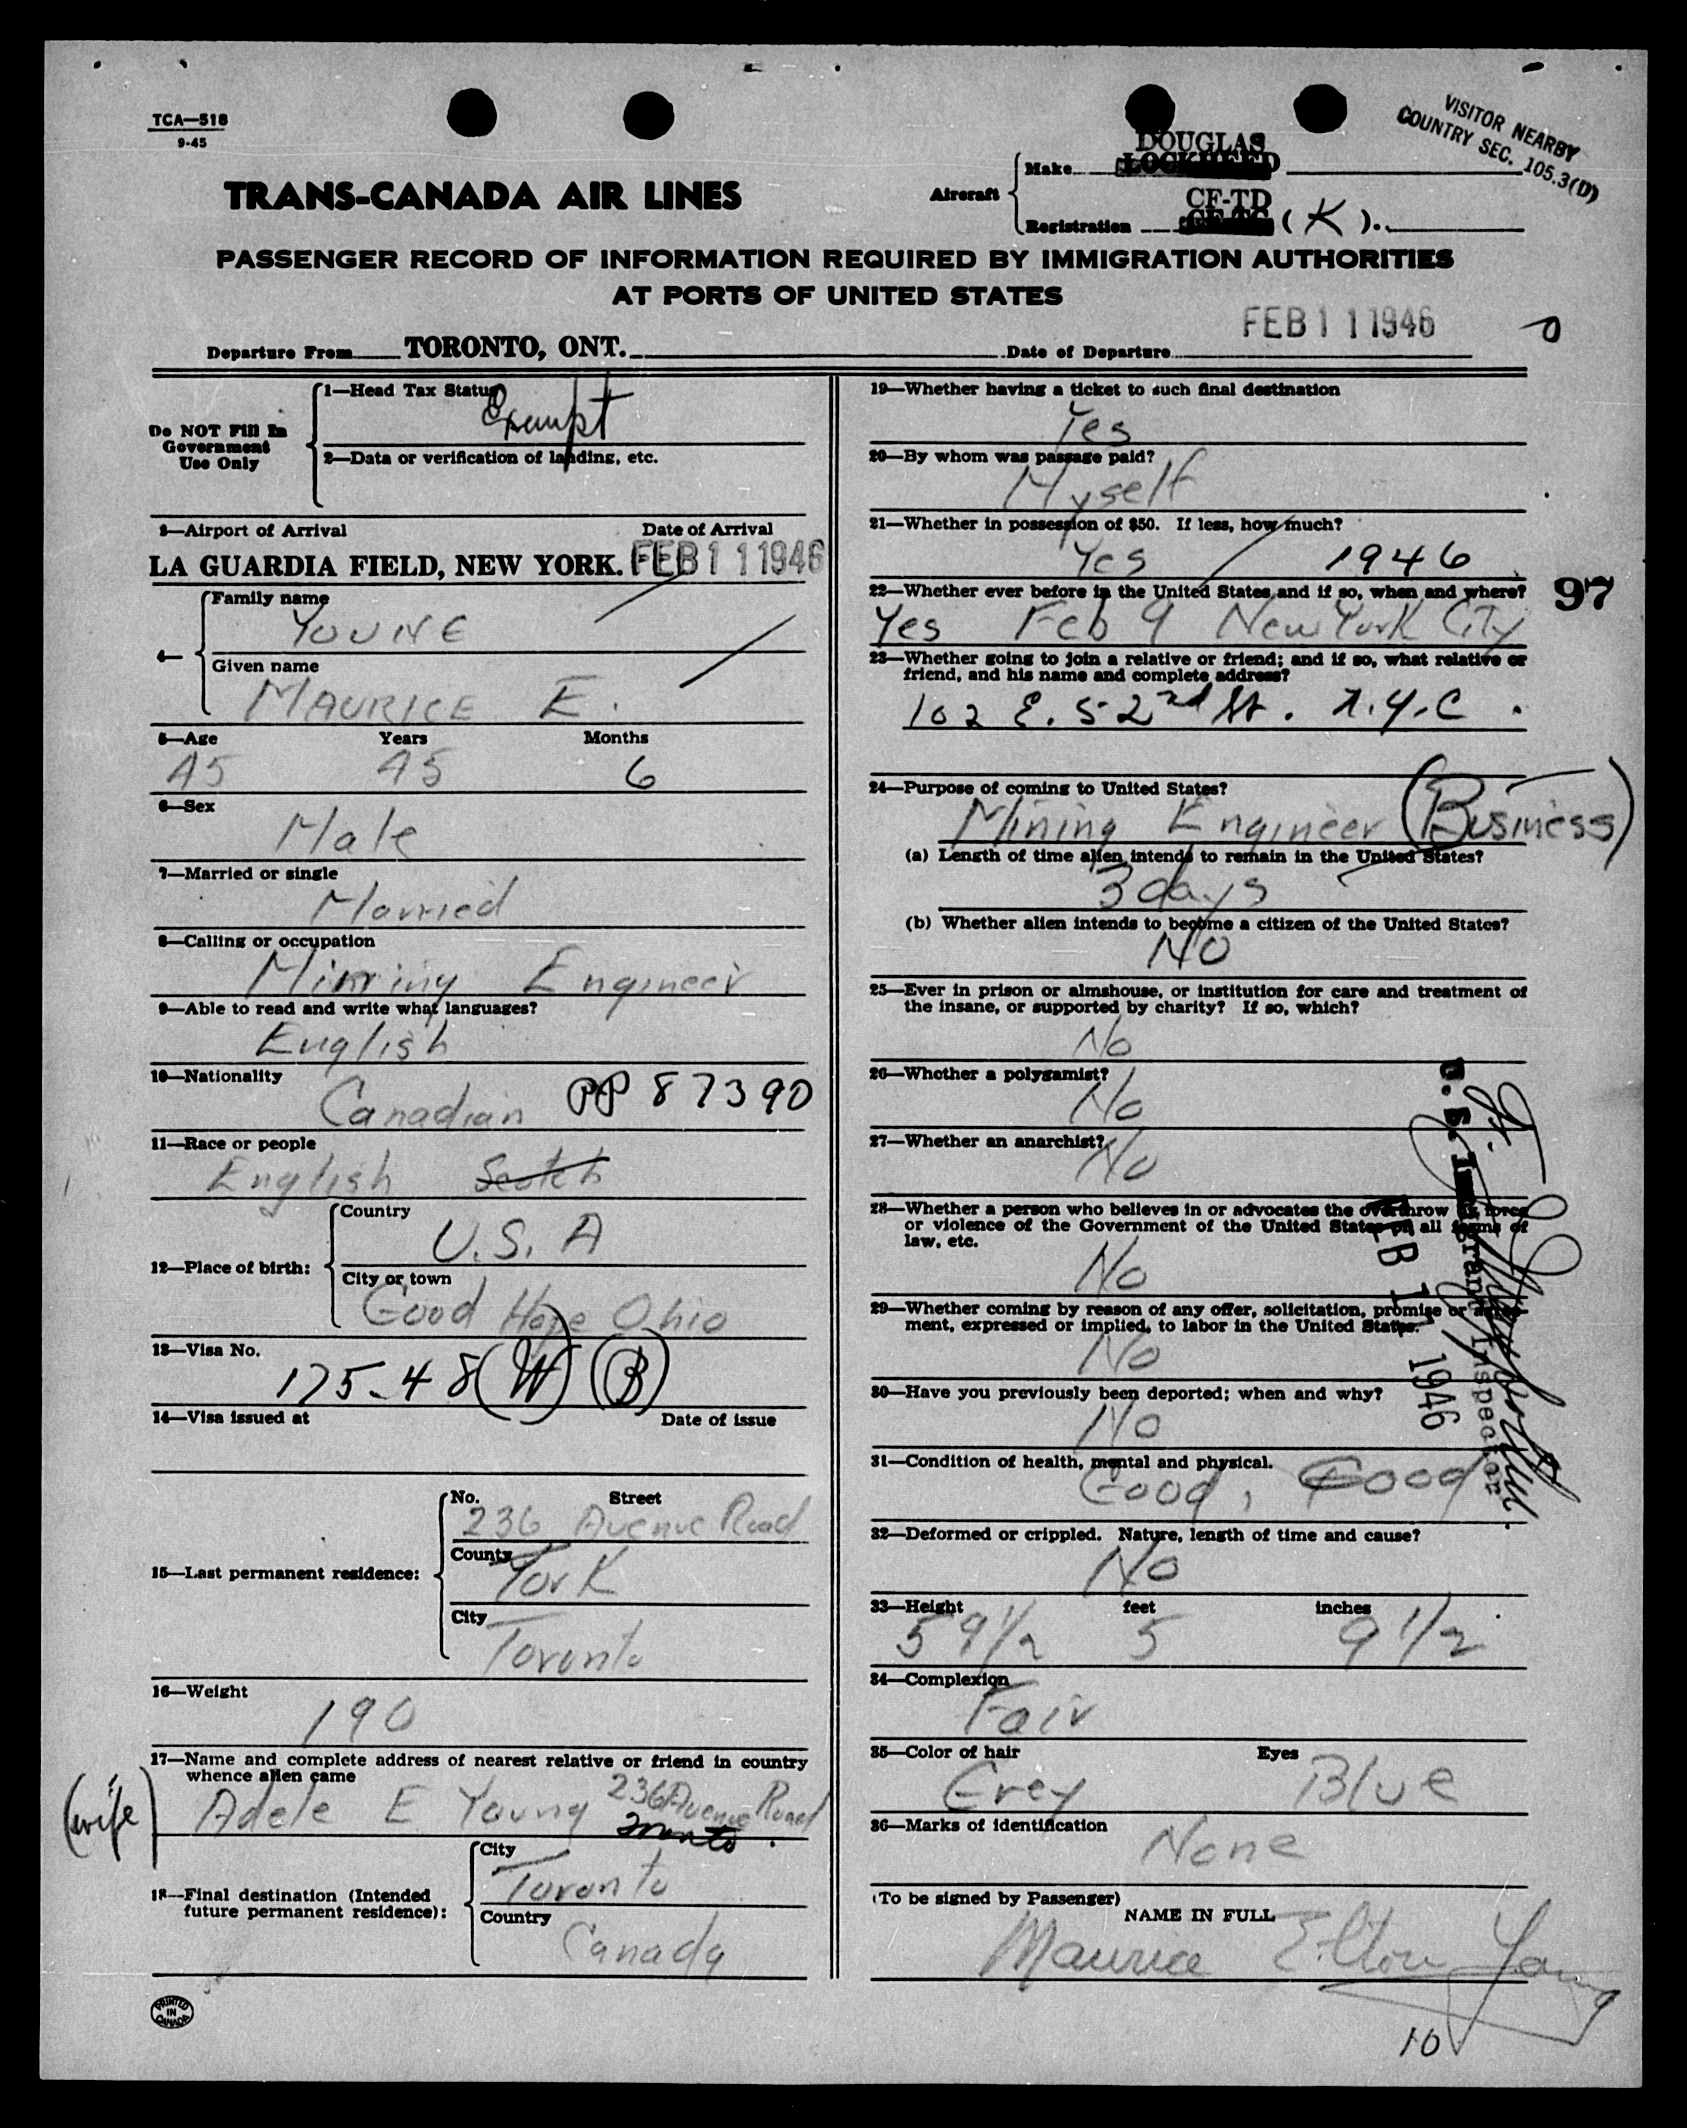 TCA—518
9-45
VISITOR NEARBY
COUNTRY SEC. 105.3(D)
TRANS-CANADA AIR LINES
Aircraft
Make DOUGLAS
LOCKHEED
Registration CF-TD
CF-TC (K).
PASSENGER RECORD OF INFORMATION REQUIRED BY IMMIGRATION AUTHORITIES
AT PORTS OF UNITED STATES
Departure From TORONTO, ONT. Date of Departure FEB 11 1946
Do NOT Fill In
Government
Use Only
1—Head Tax Status
Exempt
2—Data or verification of landing, etc.
3—Airport of Arrival Date of Arrival
LA GUARDIA FIELD, NEW YORK. FEB 11 1946
4—
Family name
YOUNG
Given name
MAURICE E.
5—Age Years Months
45 45 6
6—Sex
Male
7—Married or single
Married
8—Calling or occupation
Mining Engineer
9—Able to read and write what languages?
English
10—Nationality
Canadian PP 87390
11—Race or people
English Scotch
12—Place of birth:
Country
U.S.A
City or town
Good Hope Ohio
13—Visa No.
175-48 (W) (B)
14—Visa issued at Date of issue
15—Last permanent residence:
No. Street
236 Avenue Road
County
York
City
Toronto
16—Weight
190
17—Name and complete address of nearest relative or friend in country
whence alien came
(wife) Adele E Young 236 Avenue Road
Toronto.
18—Final destination (Intended
future permanent residence):
City
Toronto
Country
Canada
PRINTED
IN
CANADA
19—Whether having a ticket to such final destination
Yes
20—By whom was passage paid?
Myself
21—Whether in possession of $50. If less, how much?
Yes 1946
22—Whether ever before in the United States and if so, when and where?
97
Yes Feb 9 New York City
23—Whether going to join a relative or friend; and if so, what relative or
friend, and his name and complete address?
102 E. 52nd St. N.Y.C.
24—Purpose of coming to United States?
Mining Engineer (Business)
(a) Length of time alien intends to remain in the United States?
3 days
(b) Whether alien intends to become a citizen of the United States?
No
25—Ever in prison or almshouse, or institution for care and treatment of
the insane, or supported by charity? If so, which?
No
26—Whether a polygamist?
No
27—Whether an anarchist?
No
28—Whether a person who believes in or advocates the overthrow by force
or violence of the Government of the United States or all forms of
law, etc.
No
29—Whether coming by reason of any offer, solicitation, promise or agree-
ment, expressed or implied, to labor in the United States.
No
30—Have you previously been deported; when and why?
No
U. S. Immigrant Inspector
FEB 11 1946
31—Condition of health, mental and physical.
Good, Good
32—Deformed or crippled. Nature, length of time and cause?
No
33—Height feet inches
5 9 1/2 5 9 1/2
34—Complexion
Fair
35—Color of hair Eyes
Grey Blue
36—Marks of identification
None
(To be signed by Passenger)
NAME IN FULL
Maurice Elton Young
10